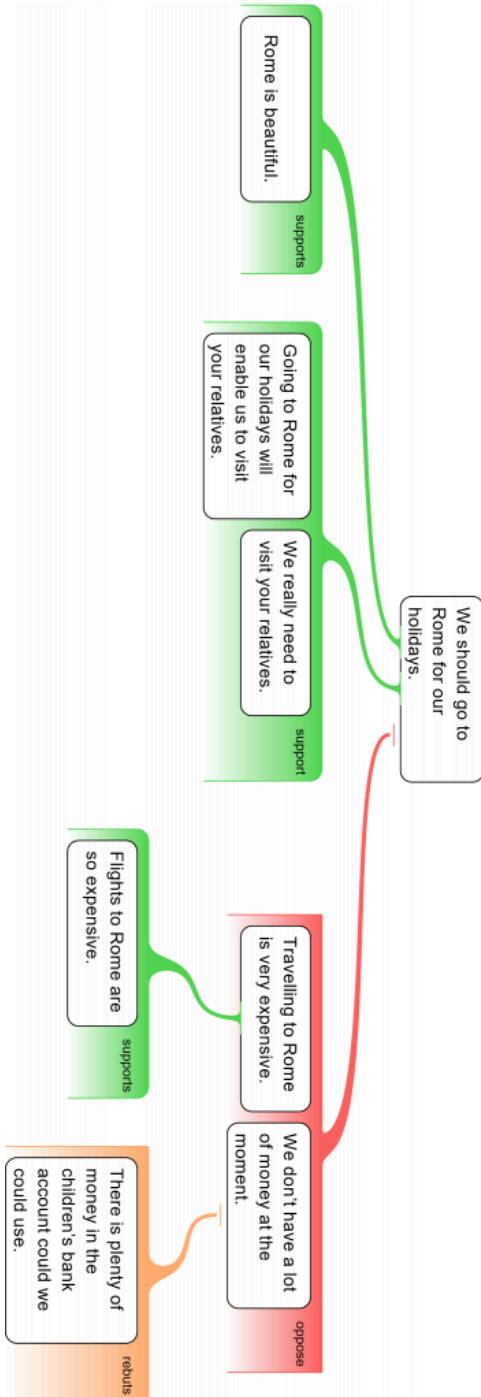 We should go to
Rome for our
holidays.
Rome is beautiful.
supports
Going to Rome for
our holidays will
enable us to visit
your relatives.
We really need to
visit your relatives.
support
Travelling to Rome
is very expensive.
We don't have a lot
of money at the
moment.
oppose
Flights to Rome are
so expensive.
supports
There is plenty of
money in the
children's bank
account could we
could use.
rebuts